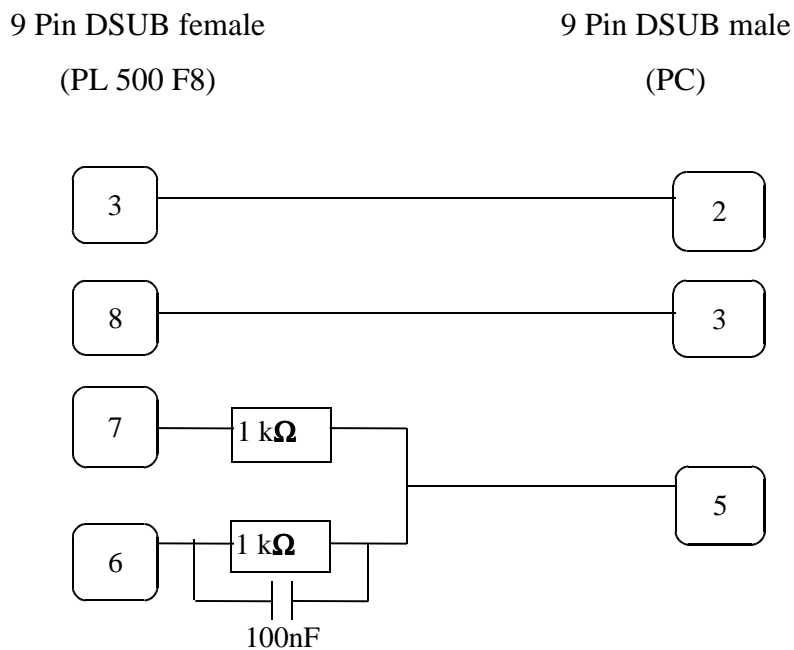 9 Pin DSUB female
9 Pin DSUB male
(PL 500 F8)
(PC)
3
2
8
3
7
1 kΩ
5
6
1 kΩ
100nF